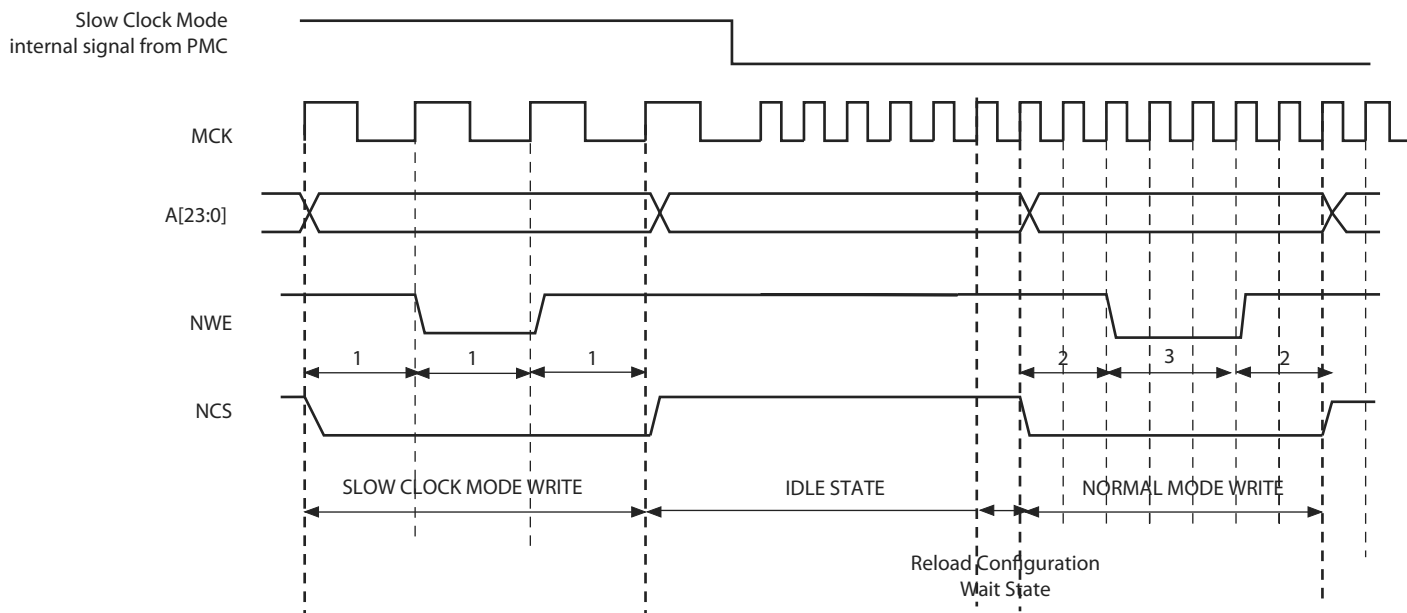 Slow Clock Mode
internal signal from PMC
MCK
A[23:0]
NWE
1 1 1 2 3 2
NCS
SLOW CLOCK MODE WRITE IDLE STATE NORMAL MODE WRITE
Reload Configuration
Wait State